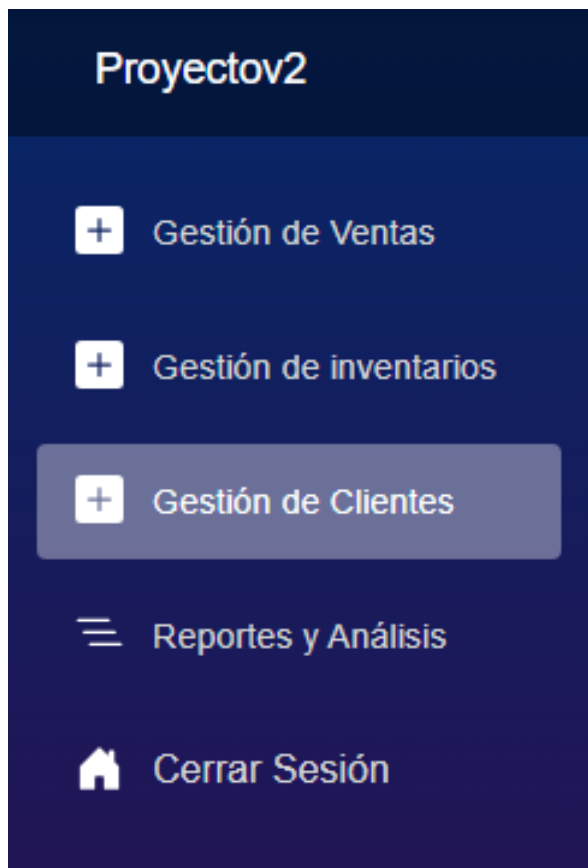 Proyectov2
Gestión de Ventas
Gestión de inventarios
Gestión de Clientes
Reportes y Análisis
Cerrar Sesión